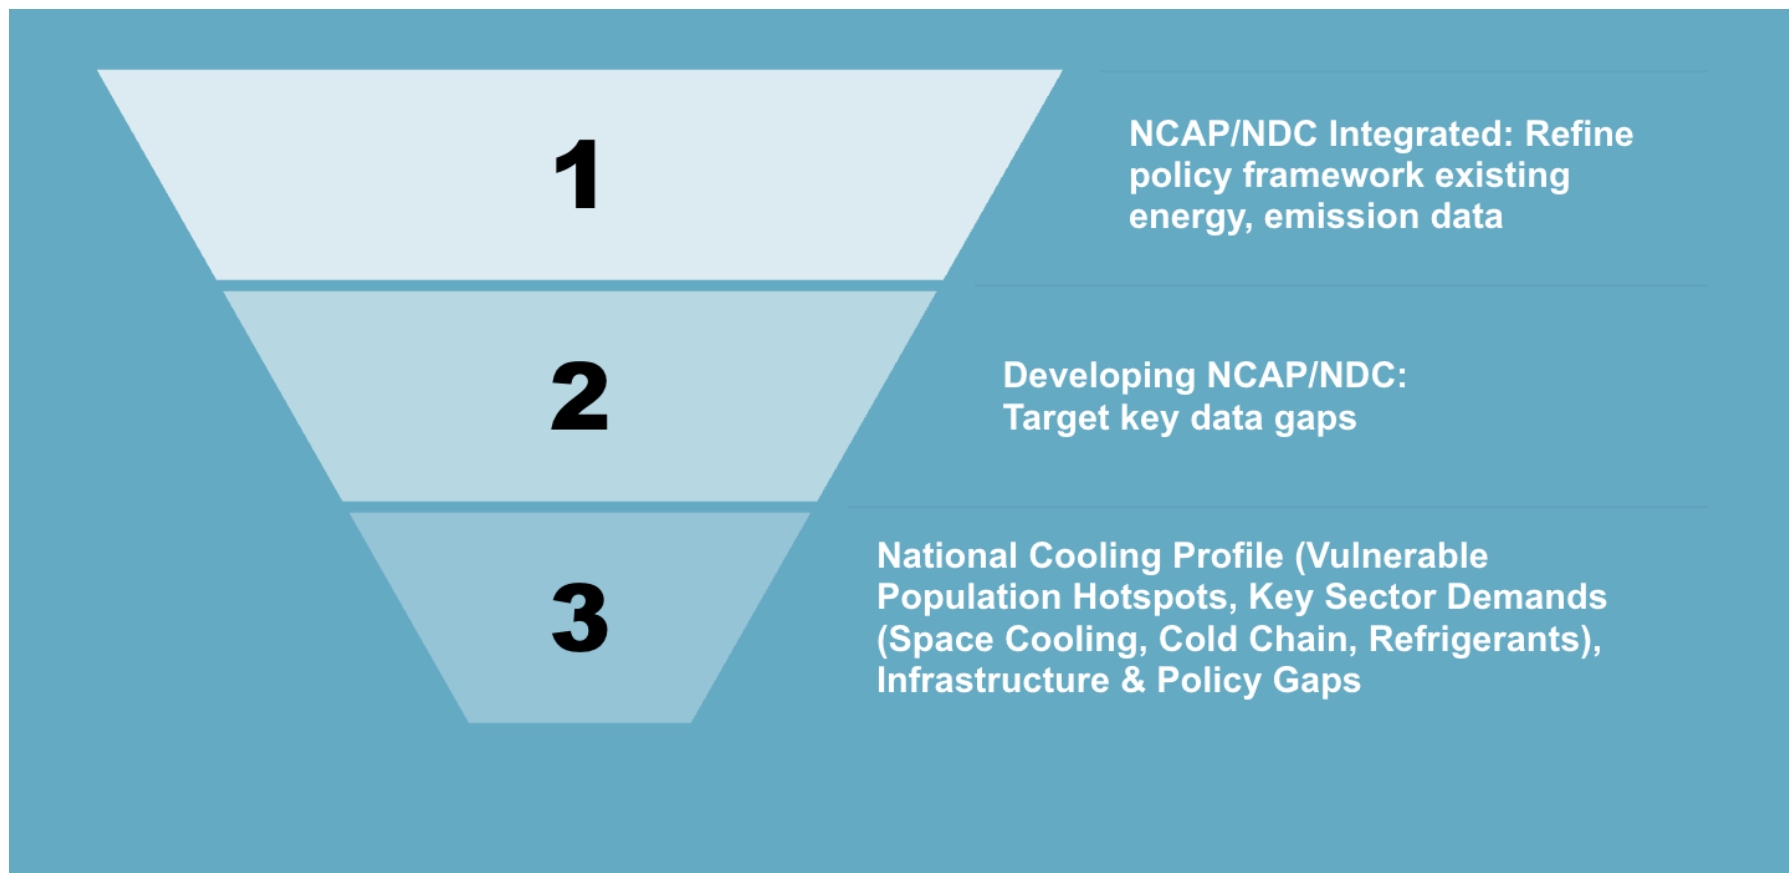 1
NCAP/NDC Integrated: Refine
policy framework existing
energy, emission data
2
Developing NCAP/NDC:
Target key data gaps
3
National Cooling Profile (Vulnerable
Population Hotspots, Key Sector Demands
(Space Cooling, Cold Chain, Refrigerants),
Infrastructure & Policy Gaps